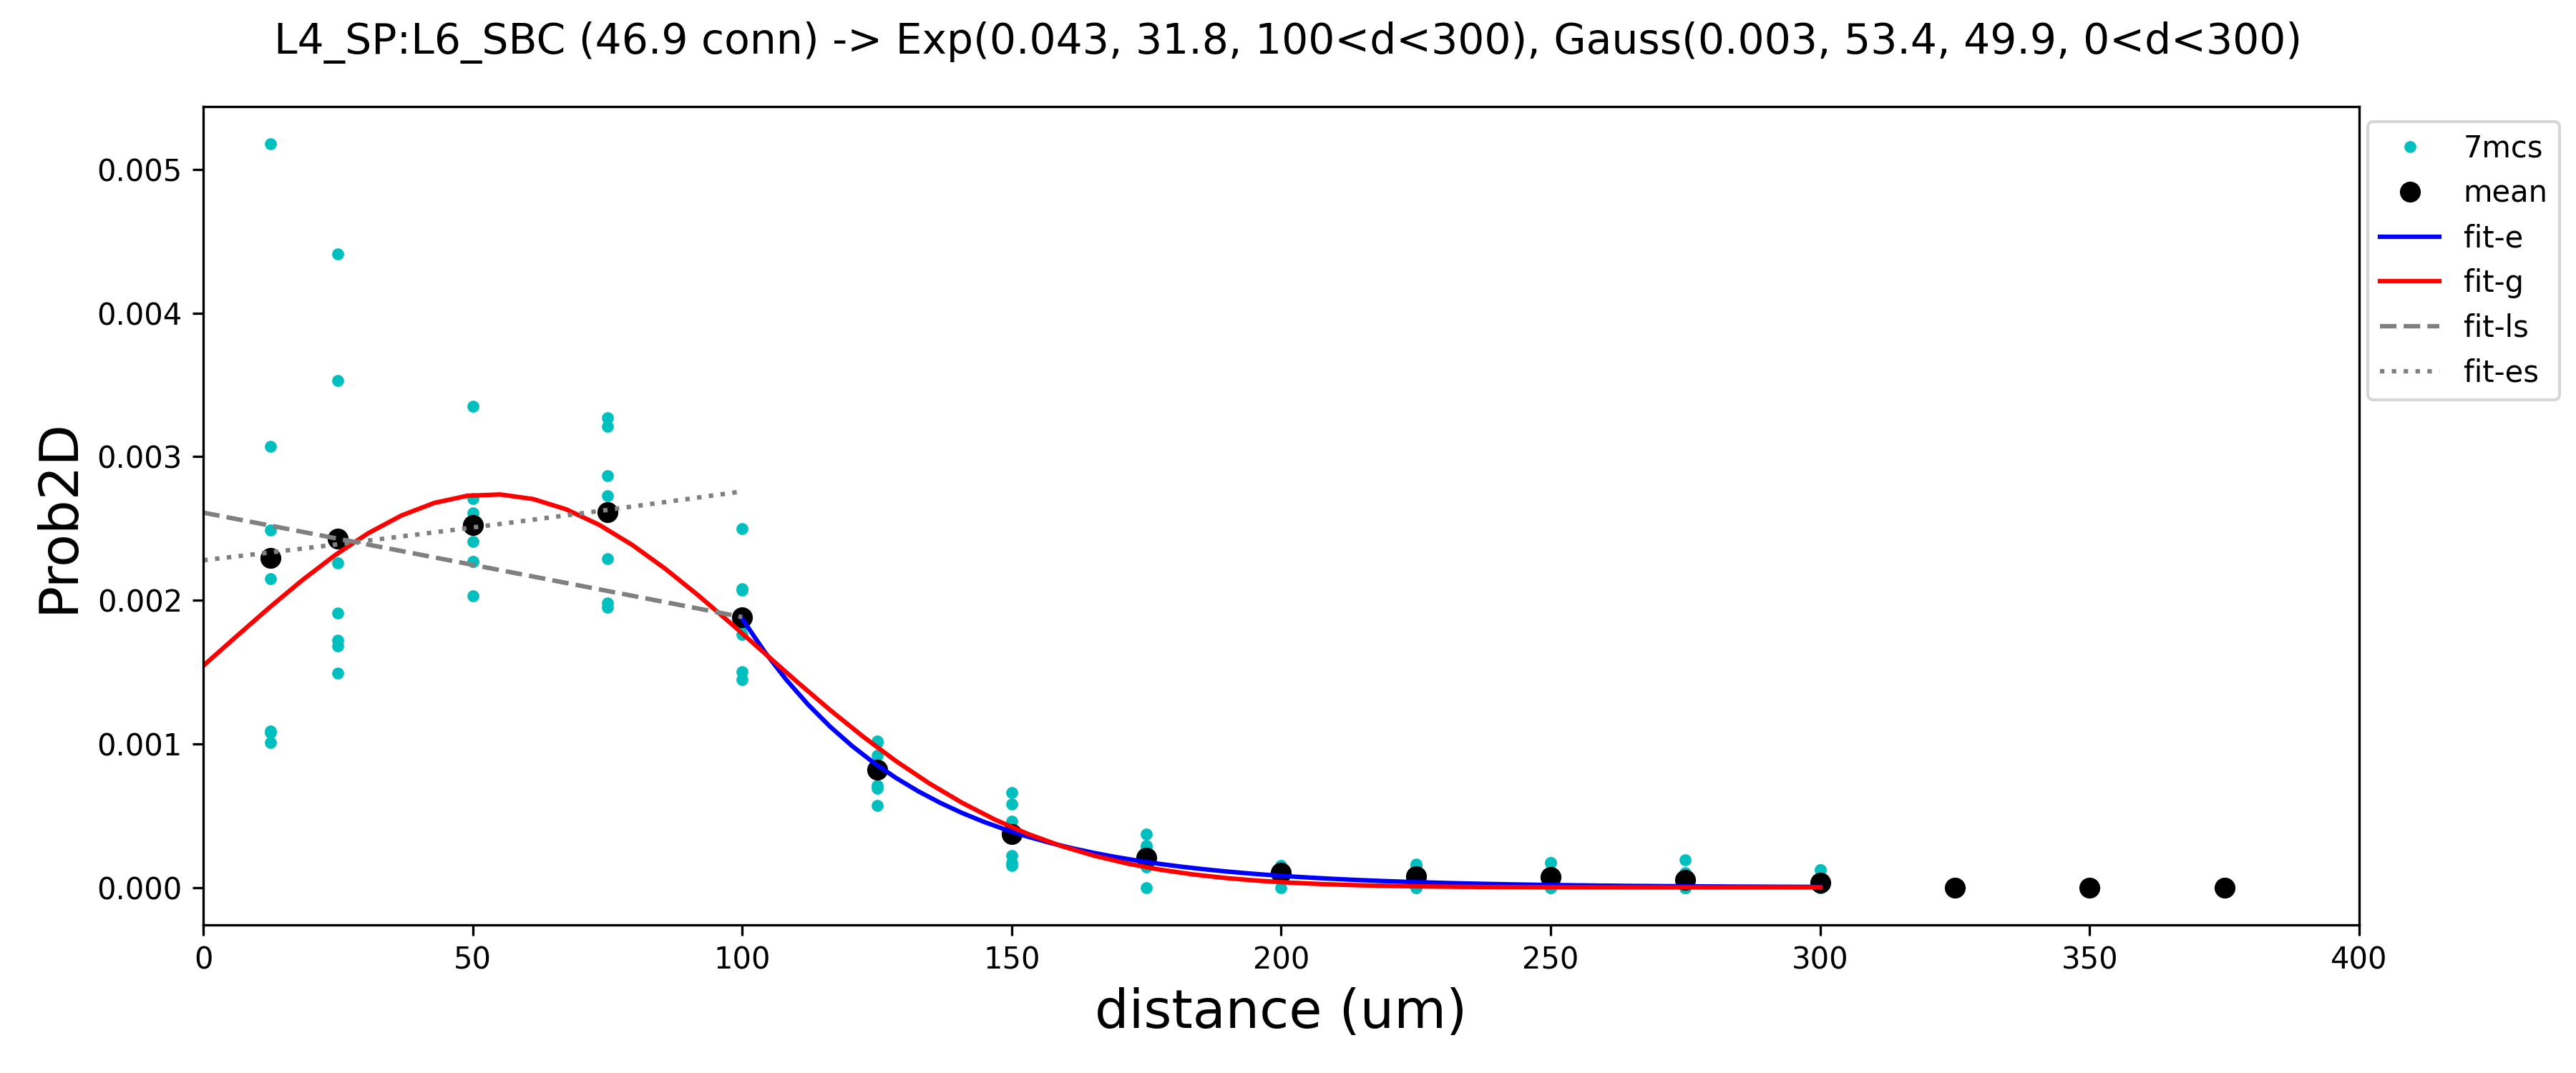 L4_SP:L6_SBC (46.9 conn) -> Exp(0.043, 31.8, 100<d<300), Gauss(0.003, 53.4, 49.9, 0<d<300)
Prob2D
0.005
0.004
0.003
0.002
0.001
0.000
0 50 100 150 200 250 300 350 400
distance (um)
7mcs
mean
fit-e
fit-g
fit-ls
fit-es